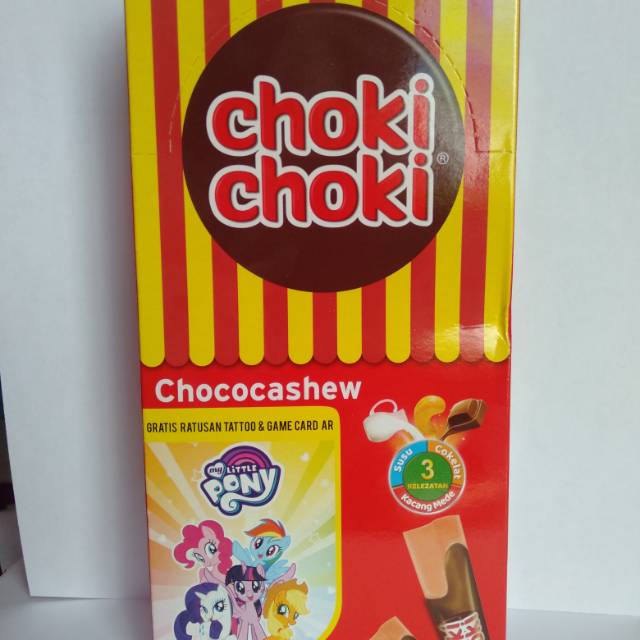 choki
choki®
Chococashew
GRATIS RATUSAN TATTOO & GAME CARD AR
my LITTLE
PONY
Susu
Cokelat
3
KELEZATAN
Kacang Mede